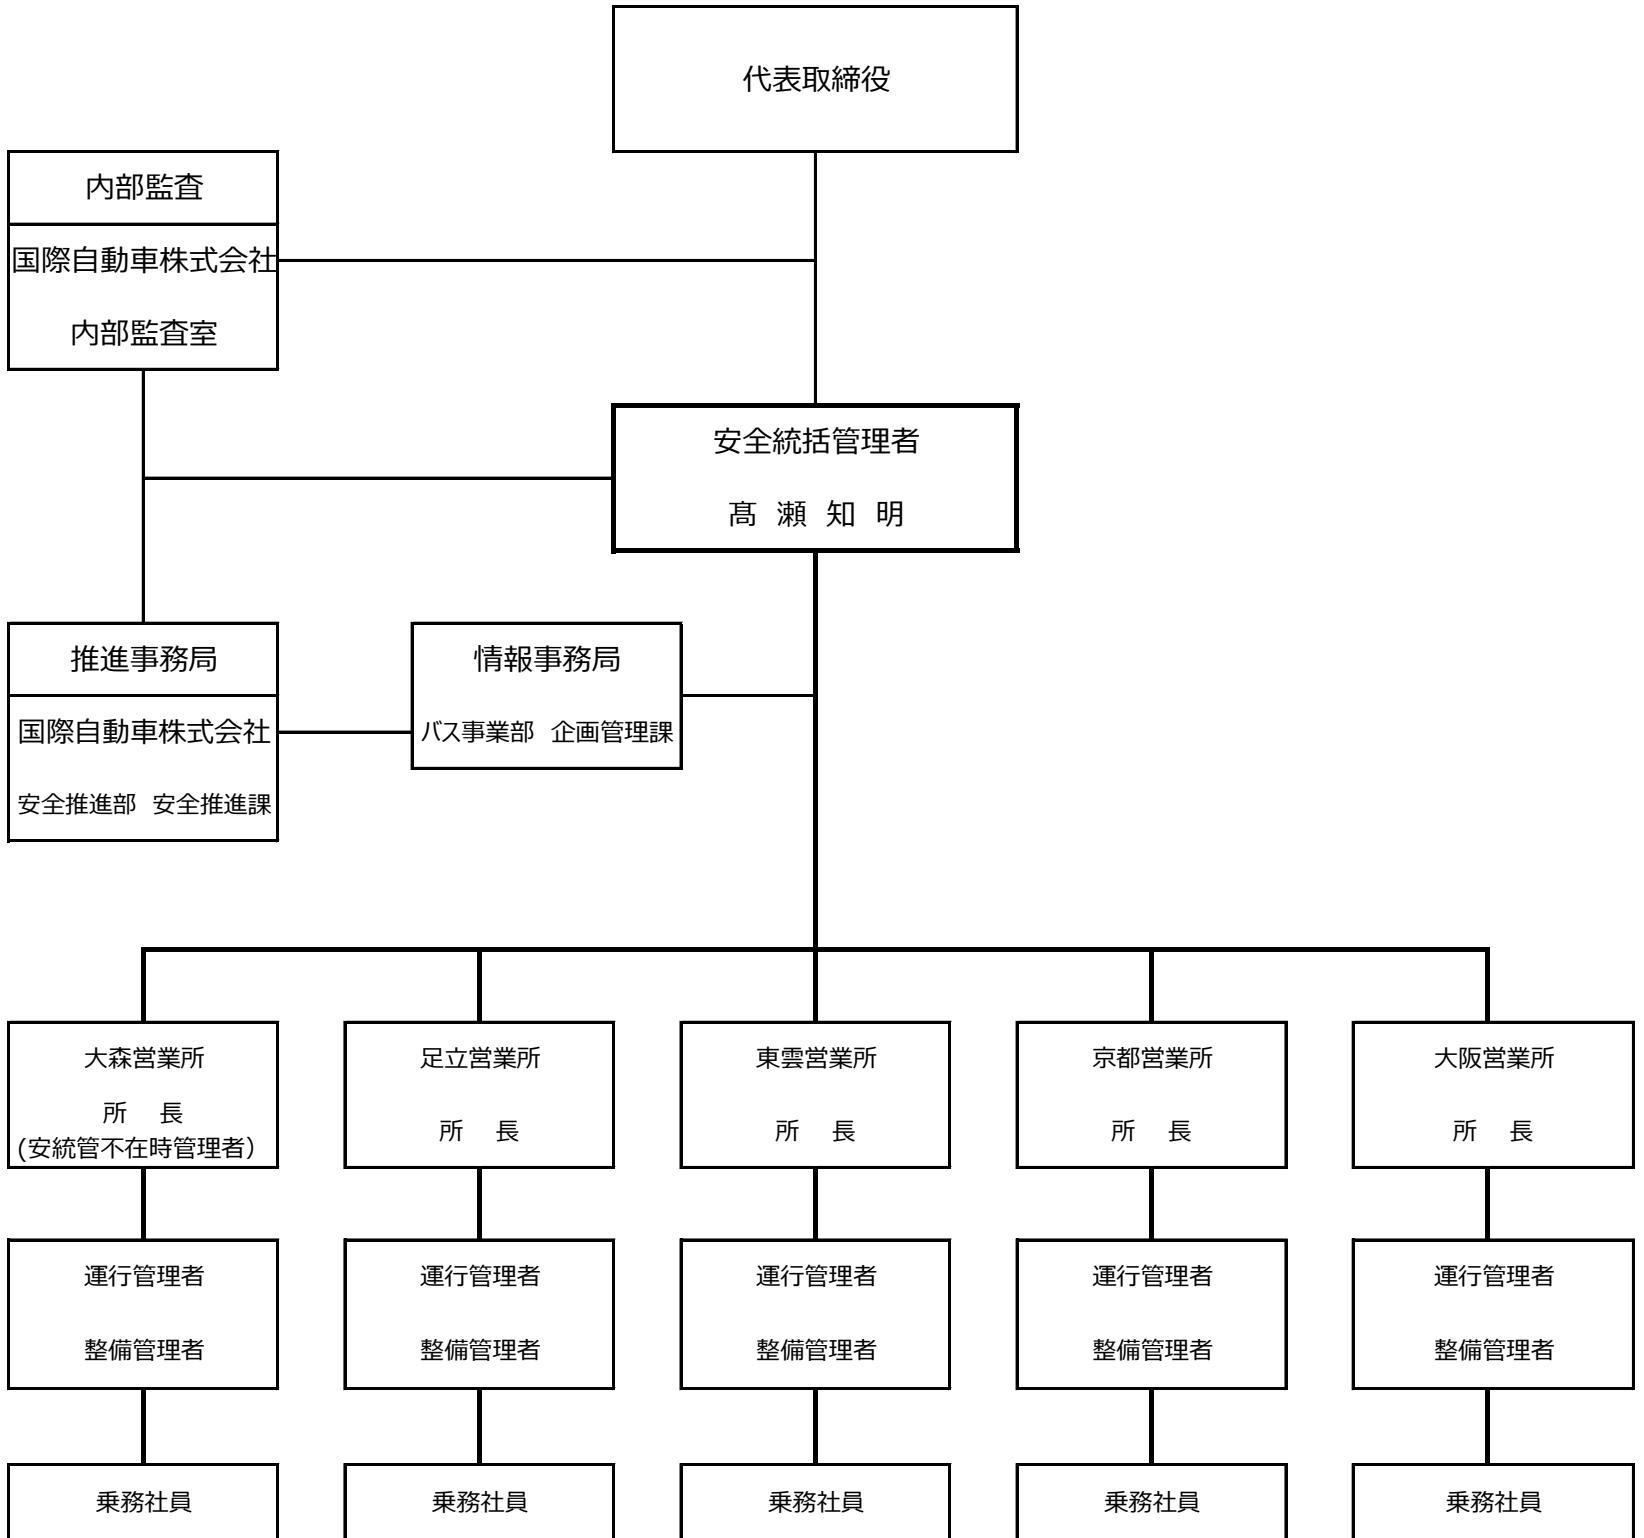 代表取締役
内部監査
国際自動車株式会社
内部監査室
安全統括管理者
髙 瀬 知 明
推進事務局
国際自動車株式会社
安全推進部 安全推進課
情報事務局
バス事業部 企画管理課
大森営業所
所 長
(安統管不在時管理者)
足立営業所
所 長
東雲営業所
所 長
京都営業所
所 長
大阪営業所
所 長
運行管理者
整備管理者
運行管理者
整備管理者
運行管理者
整備管理者
運行管理者
整備管理者
運行管理者
整備管理者
乗務社員
乗務社員
乗務社員
乗務社員
乗務社員